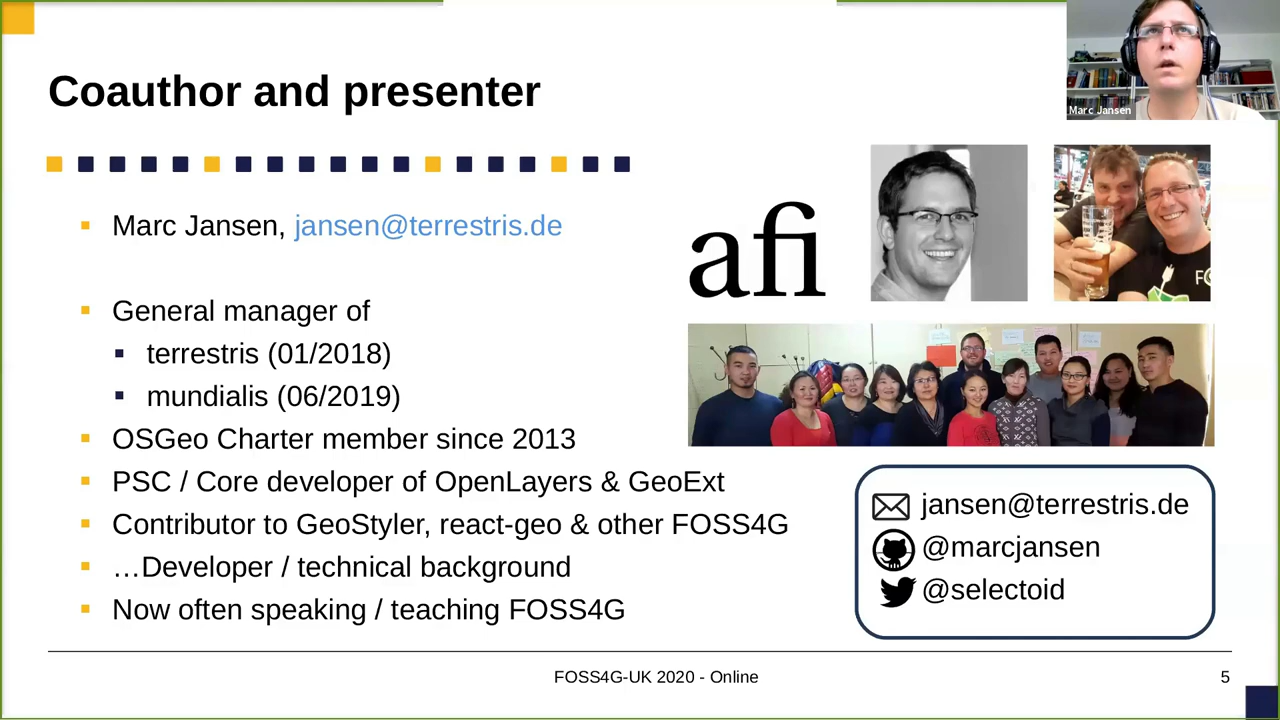 Coauthor and presenter
Marc Jansen
Marc Jansen, jansen@terrestris.de
General manager of
terrestris (01/2018)
mundialis (06/2019)
OSGeo Charter member since 2013
PSC / Core developer of OpenLayers & GeoExt
Contributor to GeoStyler, react-geo & other FOSS4G
…Developer / technical background
Now often speaking / teaching FOSS4G
afi
jansen@terrestris.de
@marcjansen
@selectoid
FOSS4G-UK 2020 - Online
5